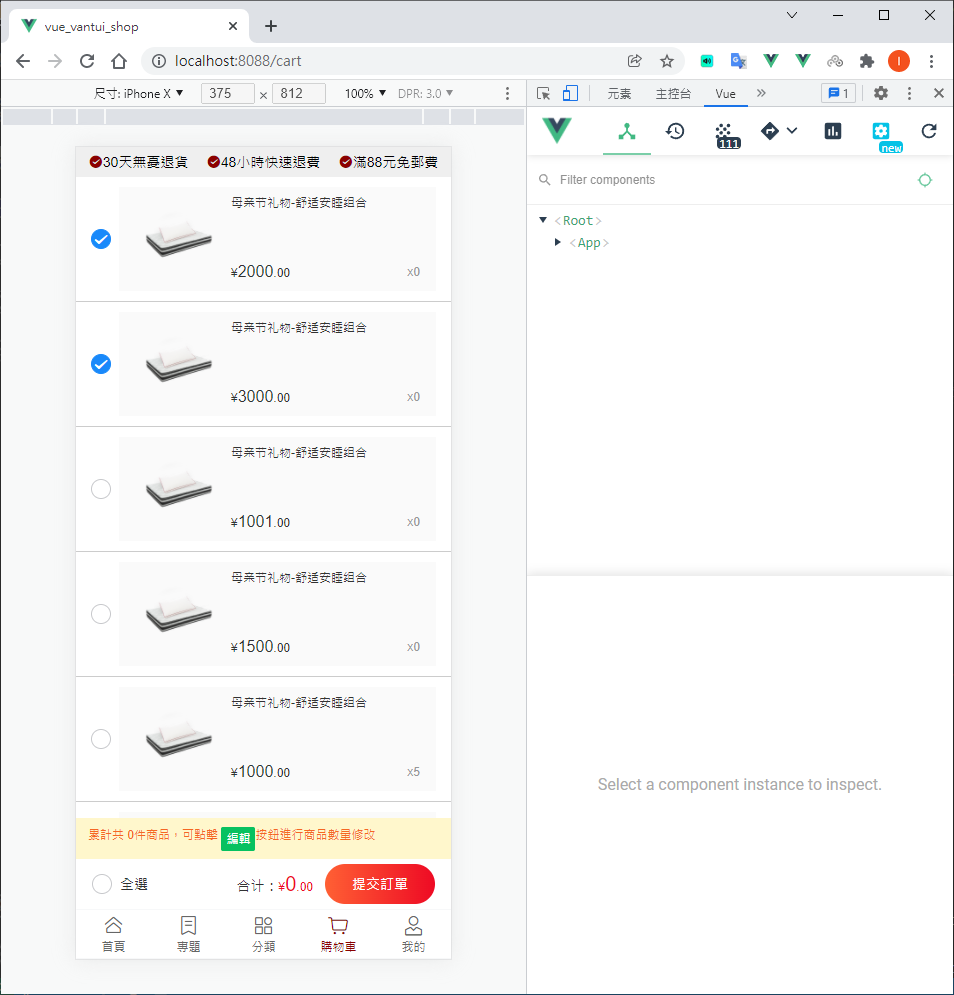 vue_vantui_shop
localhost:8088/cart
尺寸: iPhone X ▼ 375 × 812 100% ▼ DPR: 3.0 ▼
元素 主控台 Vue » 1
30天無憂退貨 48小時快速退費 滿88元免郵費
111
new
Filter components
<Root>
<App>
母亲节礼物-舒适安睡组合
¥2000.00 x0
母亲节礼物-舒适安睡组合
¥3000.00 x0
母亲节礼物-舒适安睡组合
¥1001.00 x0
母亲节礼物-舒适安睡组合
¥1500.00 x0
母亲节礼物-舒适安睡组合
¥1000.00 x5
Select a component instance to inspect.
累計共 0件商品，可點擊 編輯 按鈕進行商品數量修改
全選 合计：¥0.00 提交訂單
首頁 專題 分類 購物車 我的